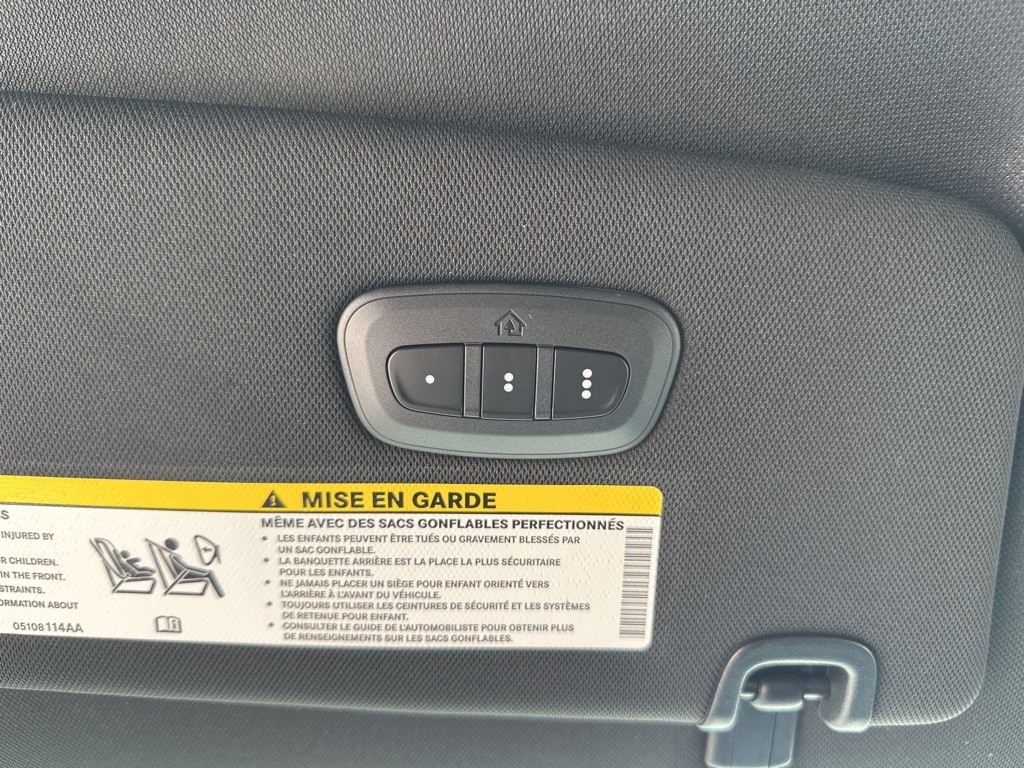 MISE EN GARDE
MÊME AVEC DES SACS GONFLABLES PERFECTIONNÉS
• LES ENFANTS PEUVENT ÊTRE TUÉS OU GRAVEMENT BLESSÉS PAR
UN SAC GONFLABLE.
• LA BANQUETTE ARRIÈRE EST LA PLACE LA PLUS SÉCURITAIRE
POUR LES ENFANTS.
• NE JAMAIS PLACER UN SIÈGE POUR ENFANT ORIENTÉ VERS
L'ARRIÈRE À L'AVANT DU VÉHICULE.
• TOUJOURS UTILISER LES CEINTURES DE SÉCURITÉ ET LES SYSTÈMES
DE RETENUE POUR ENFANT.
• CONSULTER LE GUIDE DE L'AUTOMOBILISTE POUR OBTENIR PLUS
DE RENSEIGNEMENTS SUR LES SACS GONFLABLES.
INJURED BY
CHILDREN.
IN THE FRONT.
ABOUT
05108114AA